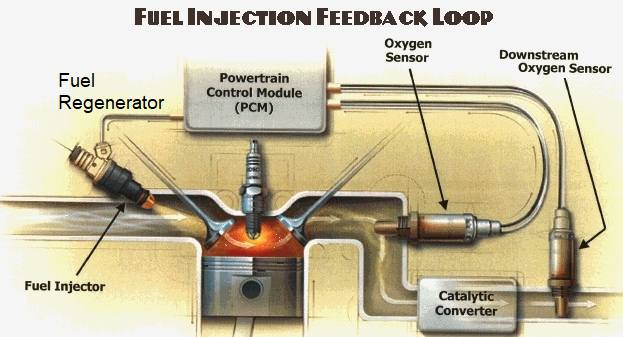 FUEL INJECTION FEEDBACK LOOP
Oxygen
Sensor
Downstream
Oxygen Sensor
Fuel
Regenerator
Powertrain
Control Module
(PCM)
Fuel Injector
Catalytic
Converter